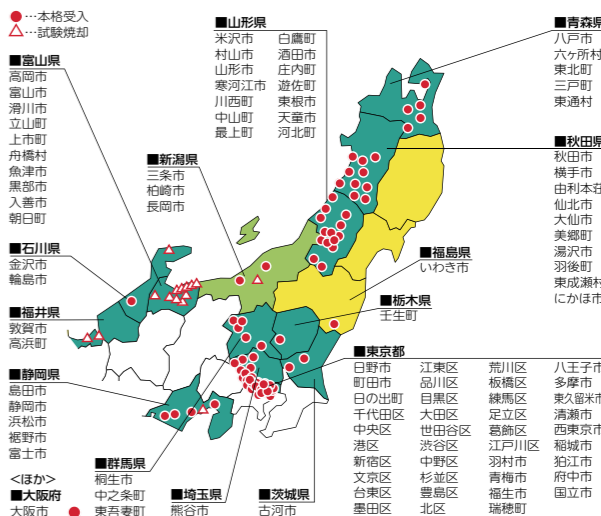 ●…本格受入
△…試験焼却
■富山県
高岡市
富山市
滑川市
立山町
上市町
舟橋村
魚津市
黒部市
入善市
朝日町
■石川県
金沢市
輪島市
■福井県
敦賀市
高浜町
■静岡県
島田市
静岡市
浜松市
裾野市
富士市
<ほか>
■大阪府
大阪市 ●
■新潟県
三条市
柏崎市
長岡市
■山形県
米沢市 白鷹町
村山市 酒田市
山形市 庄内町
寒河江市 遊佐町
川西町 東根市
中山町 天童市
最上町 河北町
■青森県
八戸市
六ヶ所村
東北町
三戸町
東通村
■秋田県
秋田市
横手市
由利本荘
仙北市
大仙市
美郷町
湯沢市
羽後町
東成瀬村
にかほ市
■福島県
いわき市
■栃木県
壬生町
■群馬県
桐生市
中之条町
東吾妻町
■埼玉県
熊谷市
■茨城県
古河市
■東京都
日野市 江東区 荒川区 八王子市
町田市 品川区 板橋区 多摩市
日の出町 目黒区 練馬区 東久留米市
千代田区 大田区 足立区 清瀬市
中央区 世田谷区 葛飾区 西東京市
港区 渋谷区 江戸川区 稲城市
新宿区 中野区 羽村市 狛江市
文京区 杉並区 青梅市 府中市
台東区 豊島区 福生市 国立市
墨田区 北区 瑞穂町